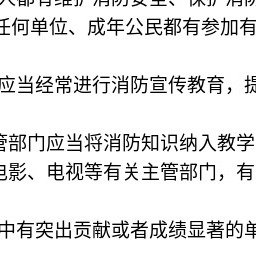 人都有维护消防安全、保护消防
任何单位、成年公民都有参加有
应当经常进行消防宣传教育，提
管部门应当将消防知识纳入教学
电影、电视等有关主管部门，有
中有突出贡献或者成绩显著的单